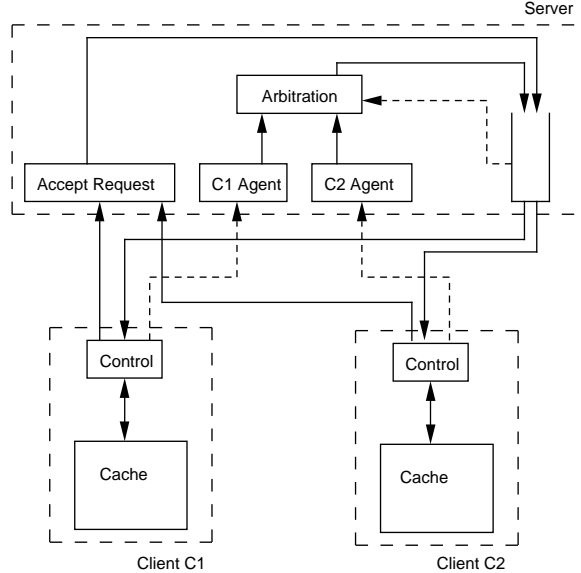 Server
Arbitration
Accept Request
C1 Agent
C2 Agent
Control
Control
Cache
Cache
Client C1
Client C2